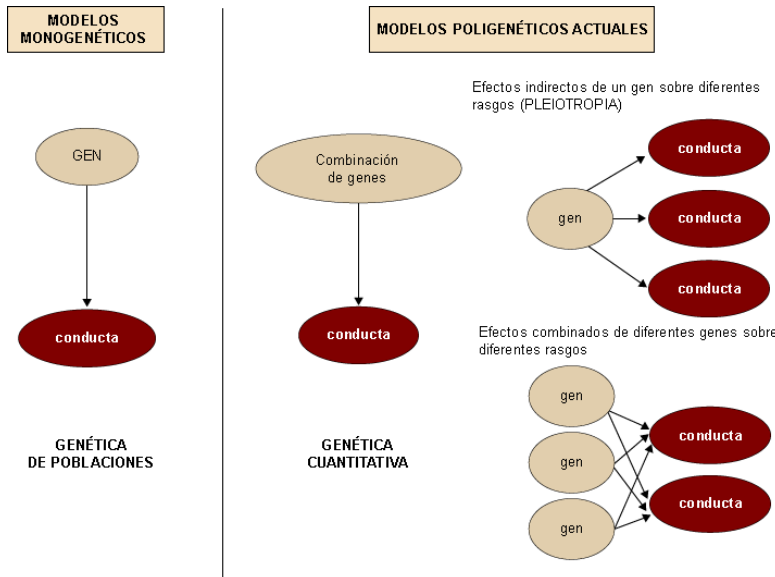 MODELOS
MONOGENÉTICOS
GEN
conducta
GENÉTICA
DE POBLACIONES
MODELOS POLIGENÉTICOS ACTUALES
Combinación
de genes
conducta
GENÉTICA
CUANTITATIVA
Efectos indirectos de un gen sobre diferentes
rasgos (PLEIOTROPIA)
gen
conducta
conducta
conducta
Efectos combinados de diferentes genes sobre
diferentes rasgos
gen
gen
gen
conducta
conducta